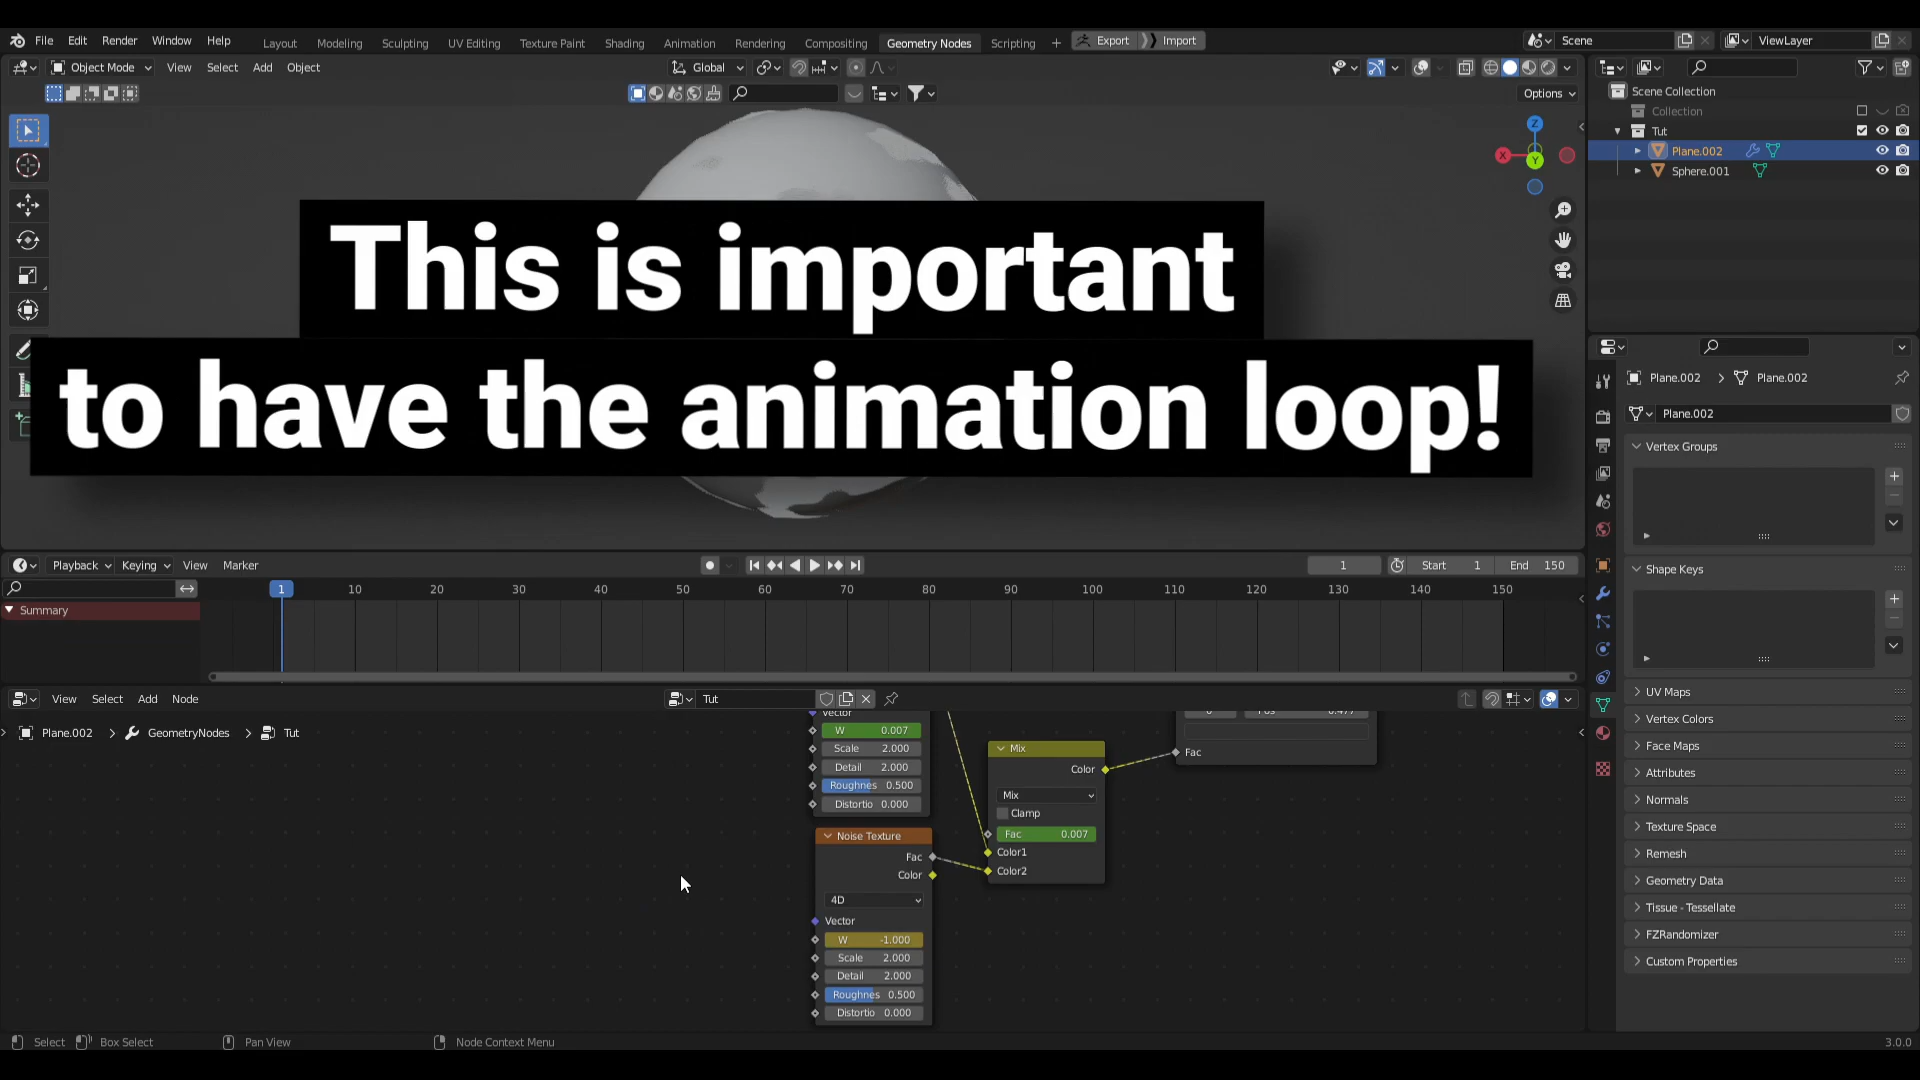 File Edit Render Window Help Layout Modeling Sculpting UV Editing Texture Paint Shading Animation Rendering Compositing Geometry Nodes Scripting + Export Import Scene ViewLayer
Object Mode View Select Add Object Global
Options
Scene Collection
Collection
Tut
Plane.002
Sphere.001
Z
X
Y
This is important
to have the animation loop!
Plane.002 Plane.002
Plane.002
Vertex Groups
Shape Keys
UV Maps
Vertex Colors
Face Maps
Attributes
Normals
Texture Space
Remesh
Geometry Data
Tissue - Tessellate
FZRandomizer
Custom Properties
Playback Keying View Marker 1 Start 1 End 150
1 10 20 30 40 50 60 70 80 90 100 110 120 130 140 150
Summary
View Select Add Node Tut
Plane.002 GeometryNodes Tut
Vector
W 0.007
Scale 2.000
Detail 2.000
Roughnes 0.500
Distortio 0.000
Noise Texture
Fac
Color
4D
Vector
W -1.000
Scale 2.000
Detail 2.000
Roughnes 0.500
Distortio 0.000
Mix
Color
Mix
Clamp
Fac 0.007
Color1
Color2
Fac
Select Box Select Pan View Node Context Menu 3.0.0